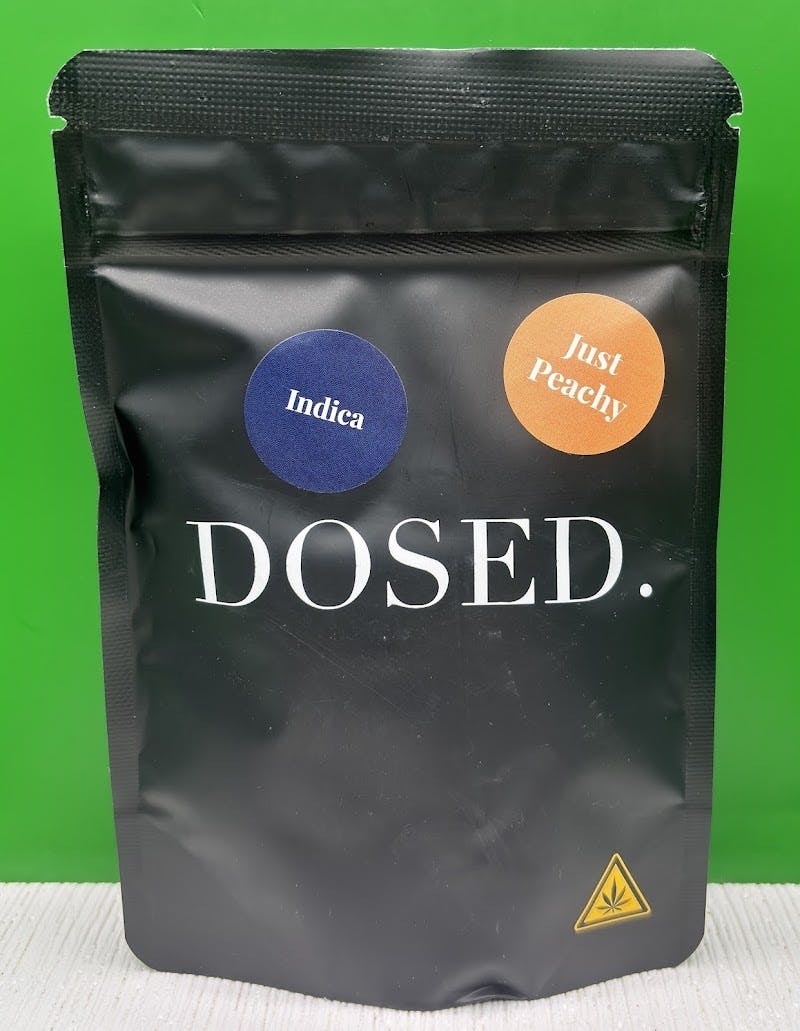 Indica
Just
Peachy
DOSED.